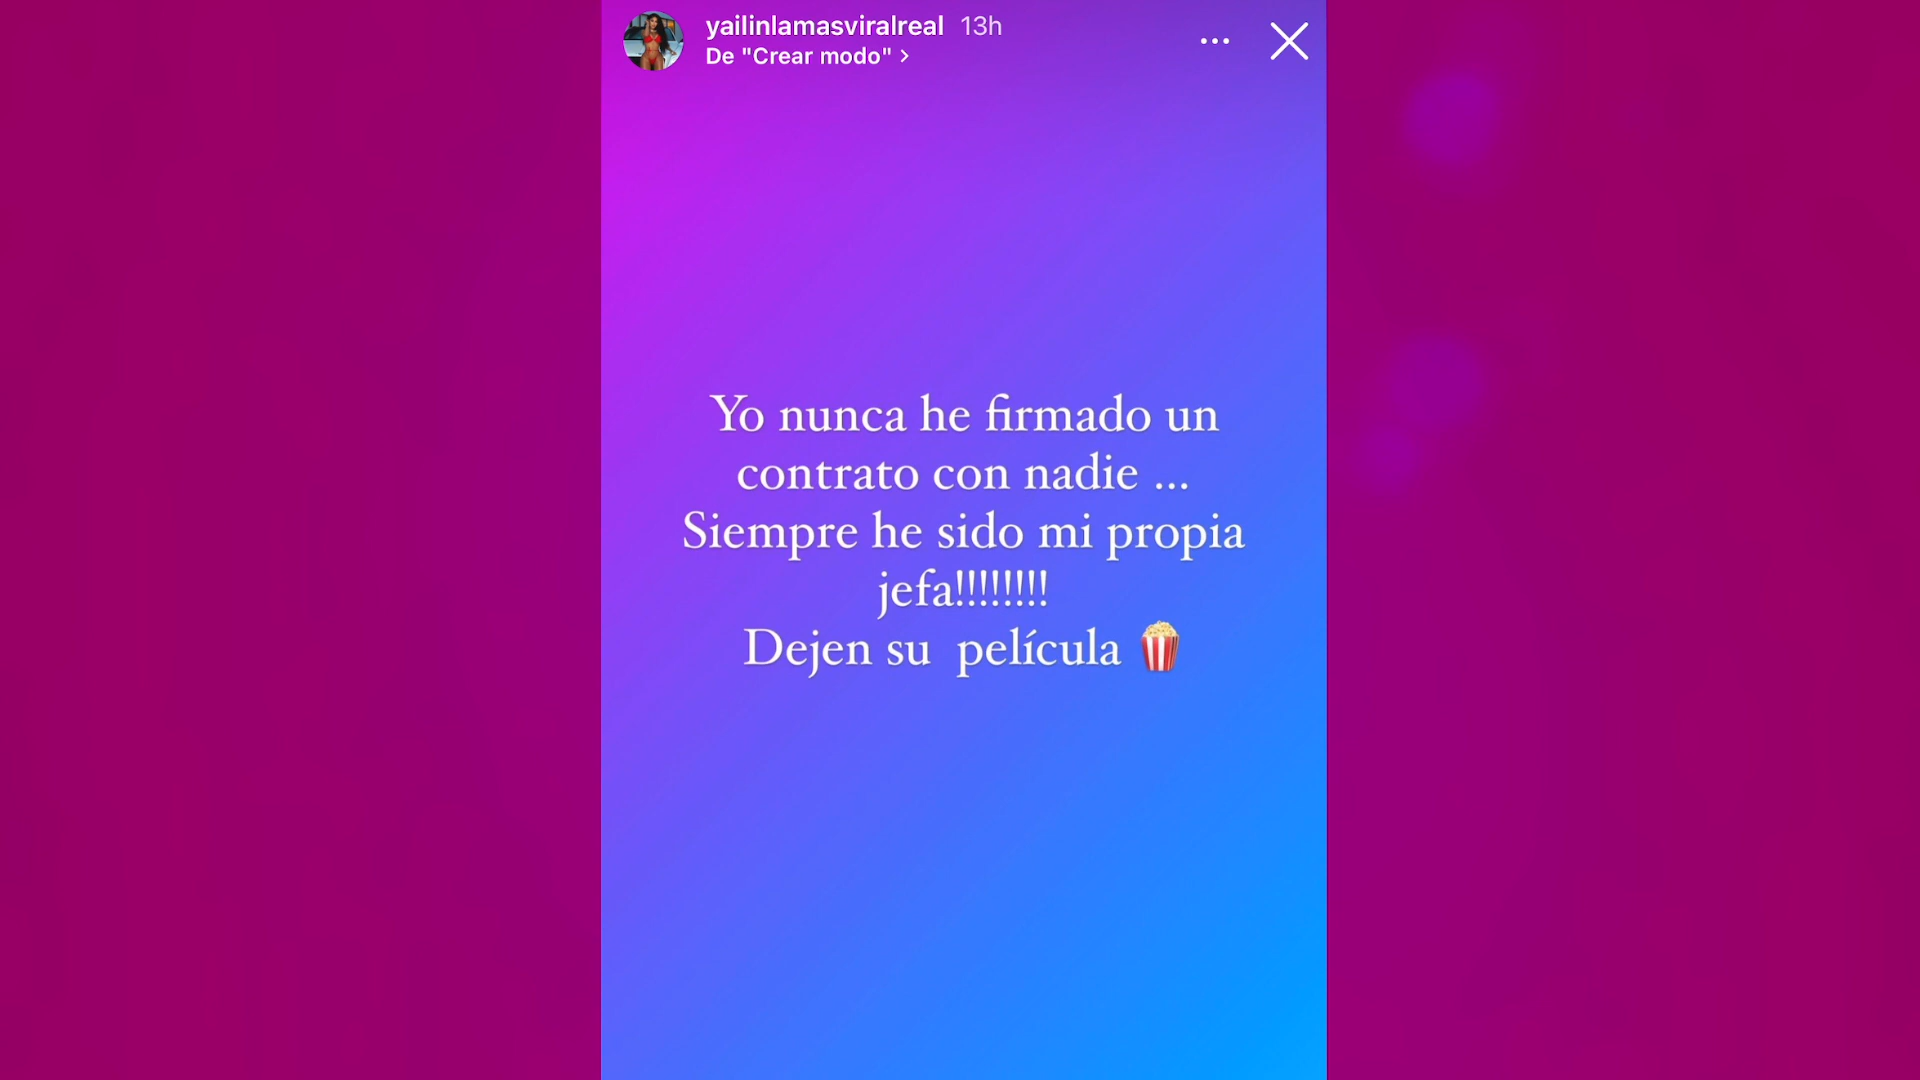 yailinlamasviralreal 13h
De "Crear modo" >
Yo nunca he firmado un
contrato con nadie ...
Siempre he sido mi propia
jefa!!!!!!!!
Dejen su  película 🍿